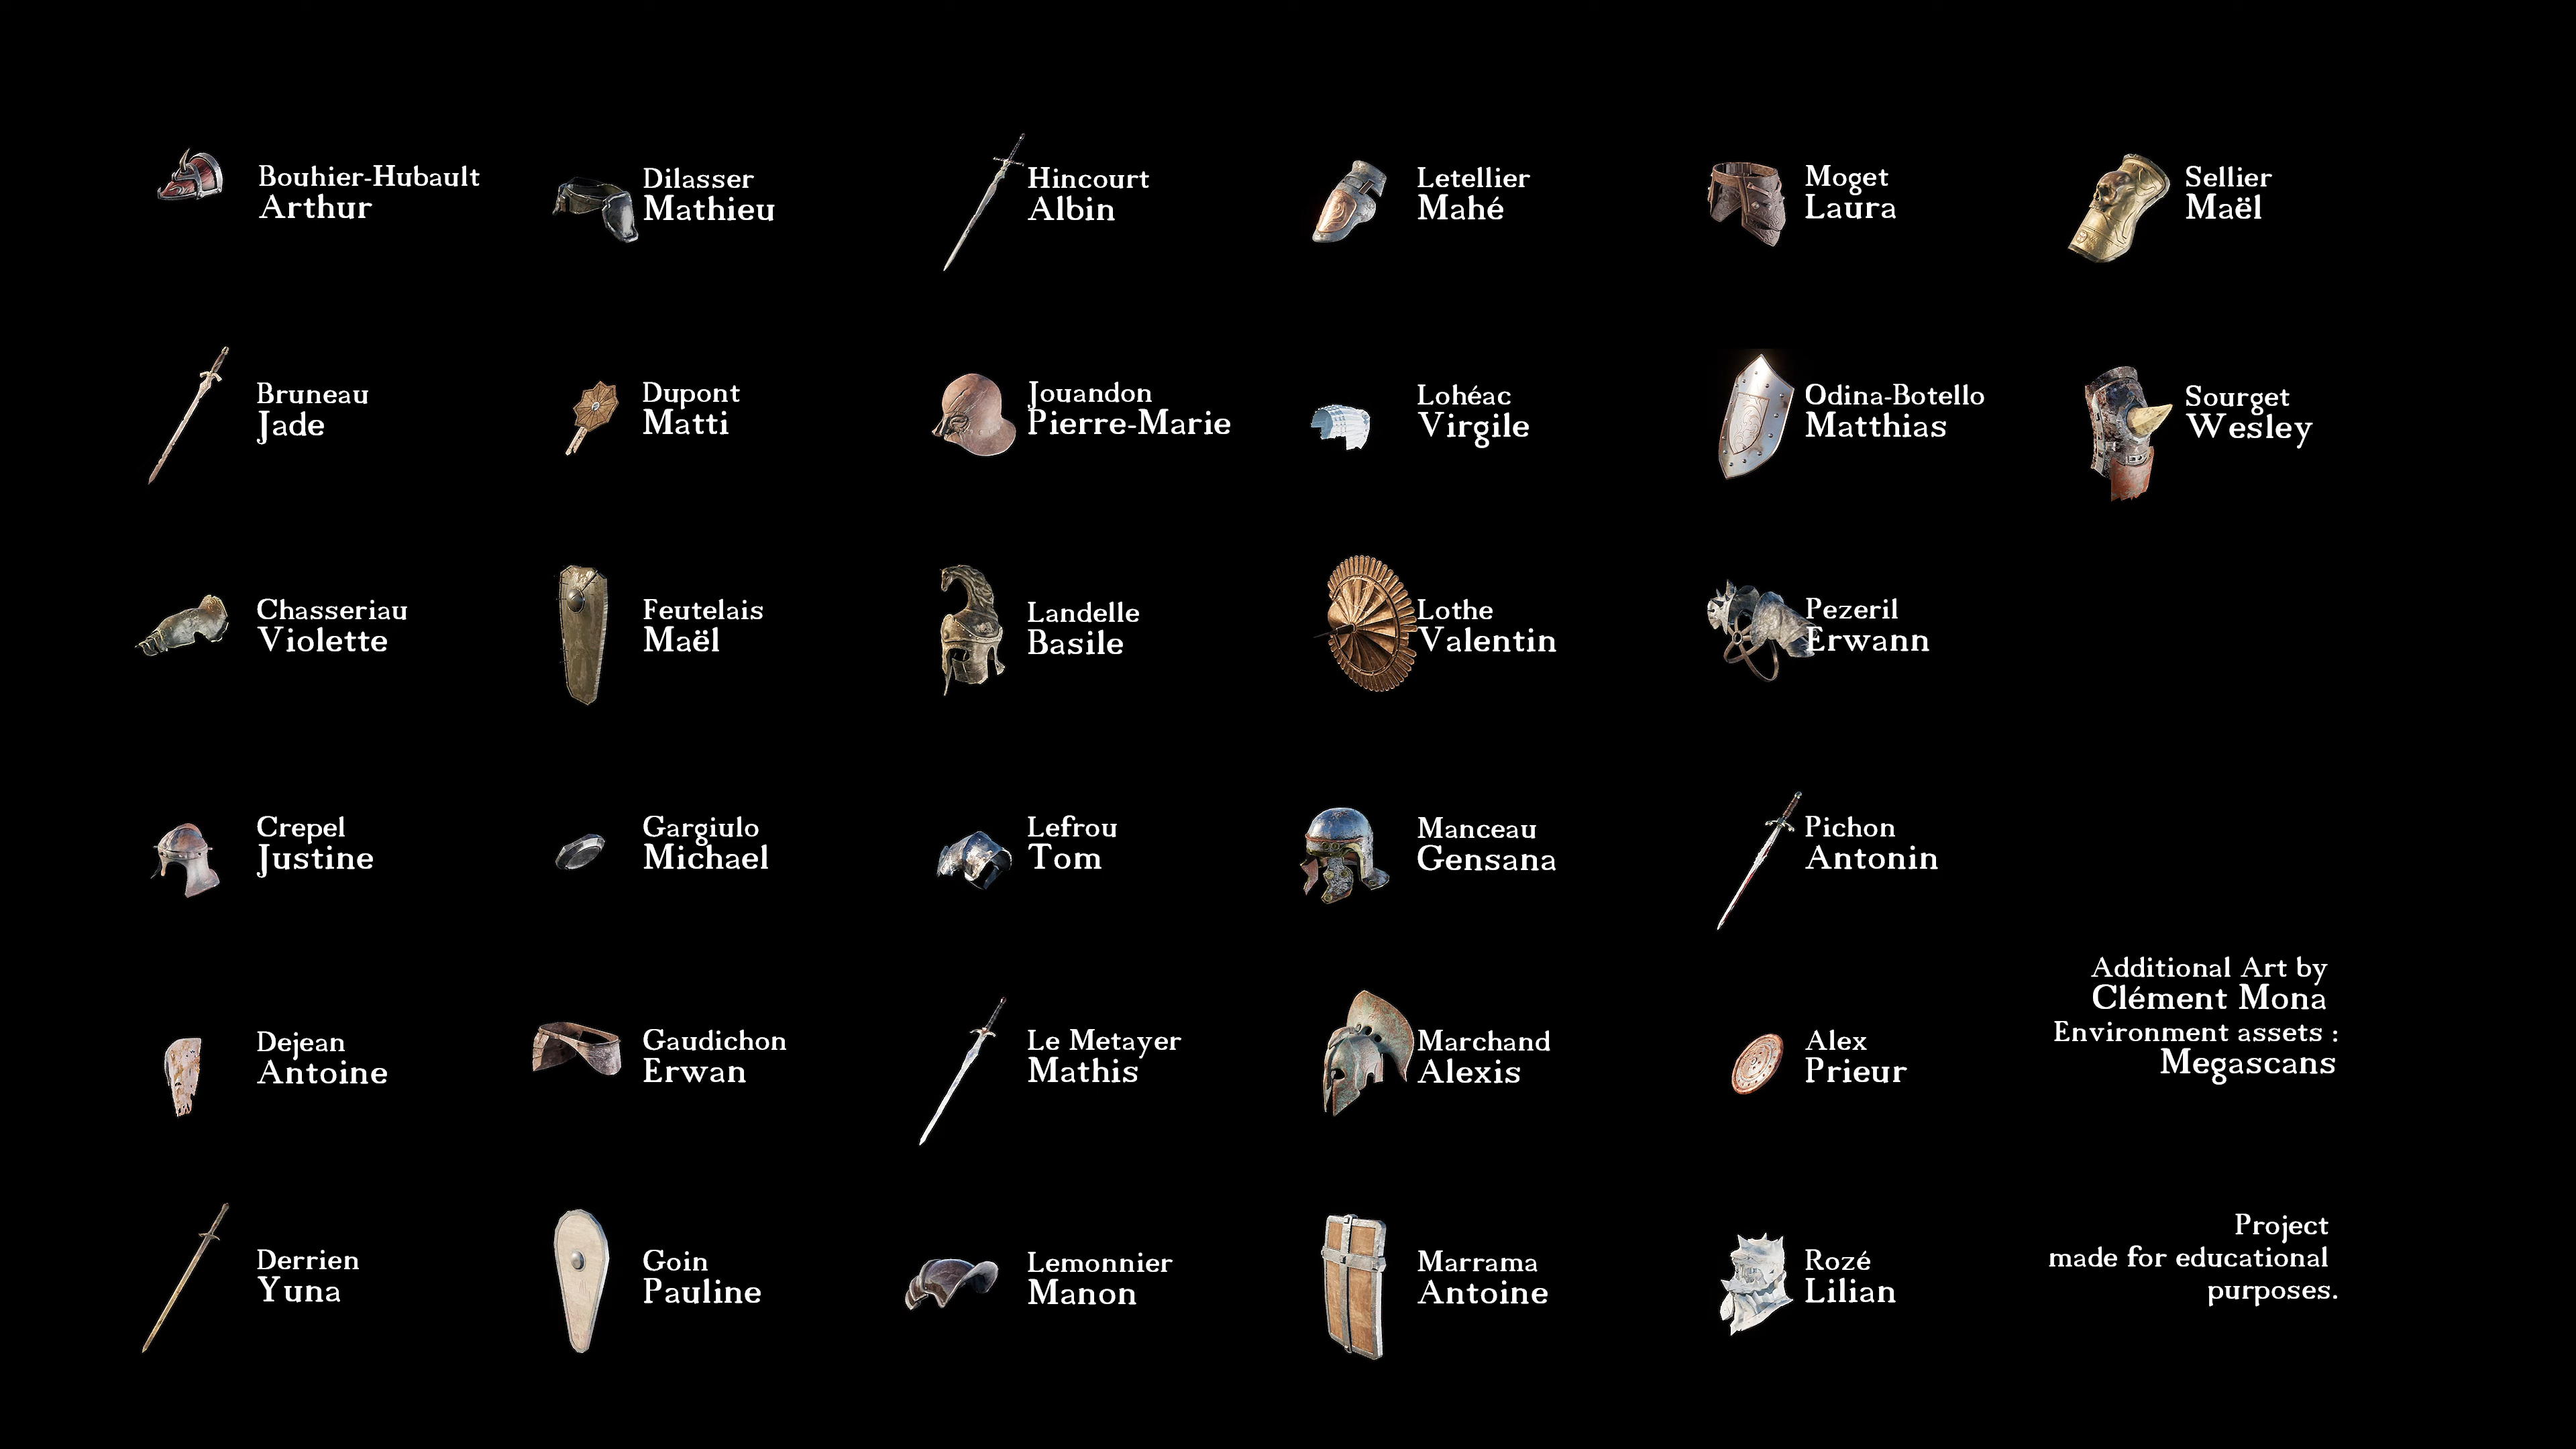 Bouhier-Hubault
Arthur
Bruneau
Jade
Chasseriau
Violette
Crepel
Justine
Dejean
Antoine
Derrien
Yuna
Dilasser
Mathieu
Dupont
Matti
Feutelais
Maël
Gargiulo
Michael
Gaudichon
Erwan
Goin
Pauline
Hincourt
Albin
Jouandon
Pierre-Marie
Landelle
Basile
Lefrou
Tom
Le Metayer
Mathis
Lemonnier
Manon
Letellier
Mahé
Lohéac
Virgile
Lothe
Valentin
Manceau
Gensana
Marchand
Alexis
Marrama
Antoine
Moget
Laura
Odina-Botello
Matthias
Pezeril
Erwann
Pichon
Antonin
Alex
Prieur
Rozé
Lilian
Sellier
Maël
Sourget
Wesley
Additional Art by
Clément Mona
Environment assets :
Megascans
Project
made for educational
purposes.